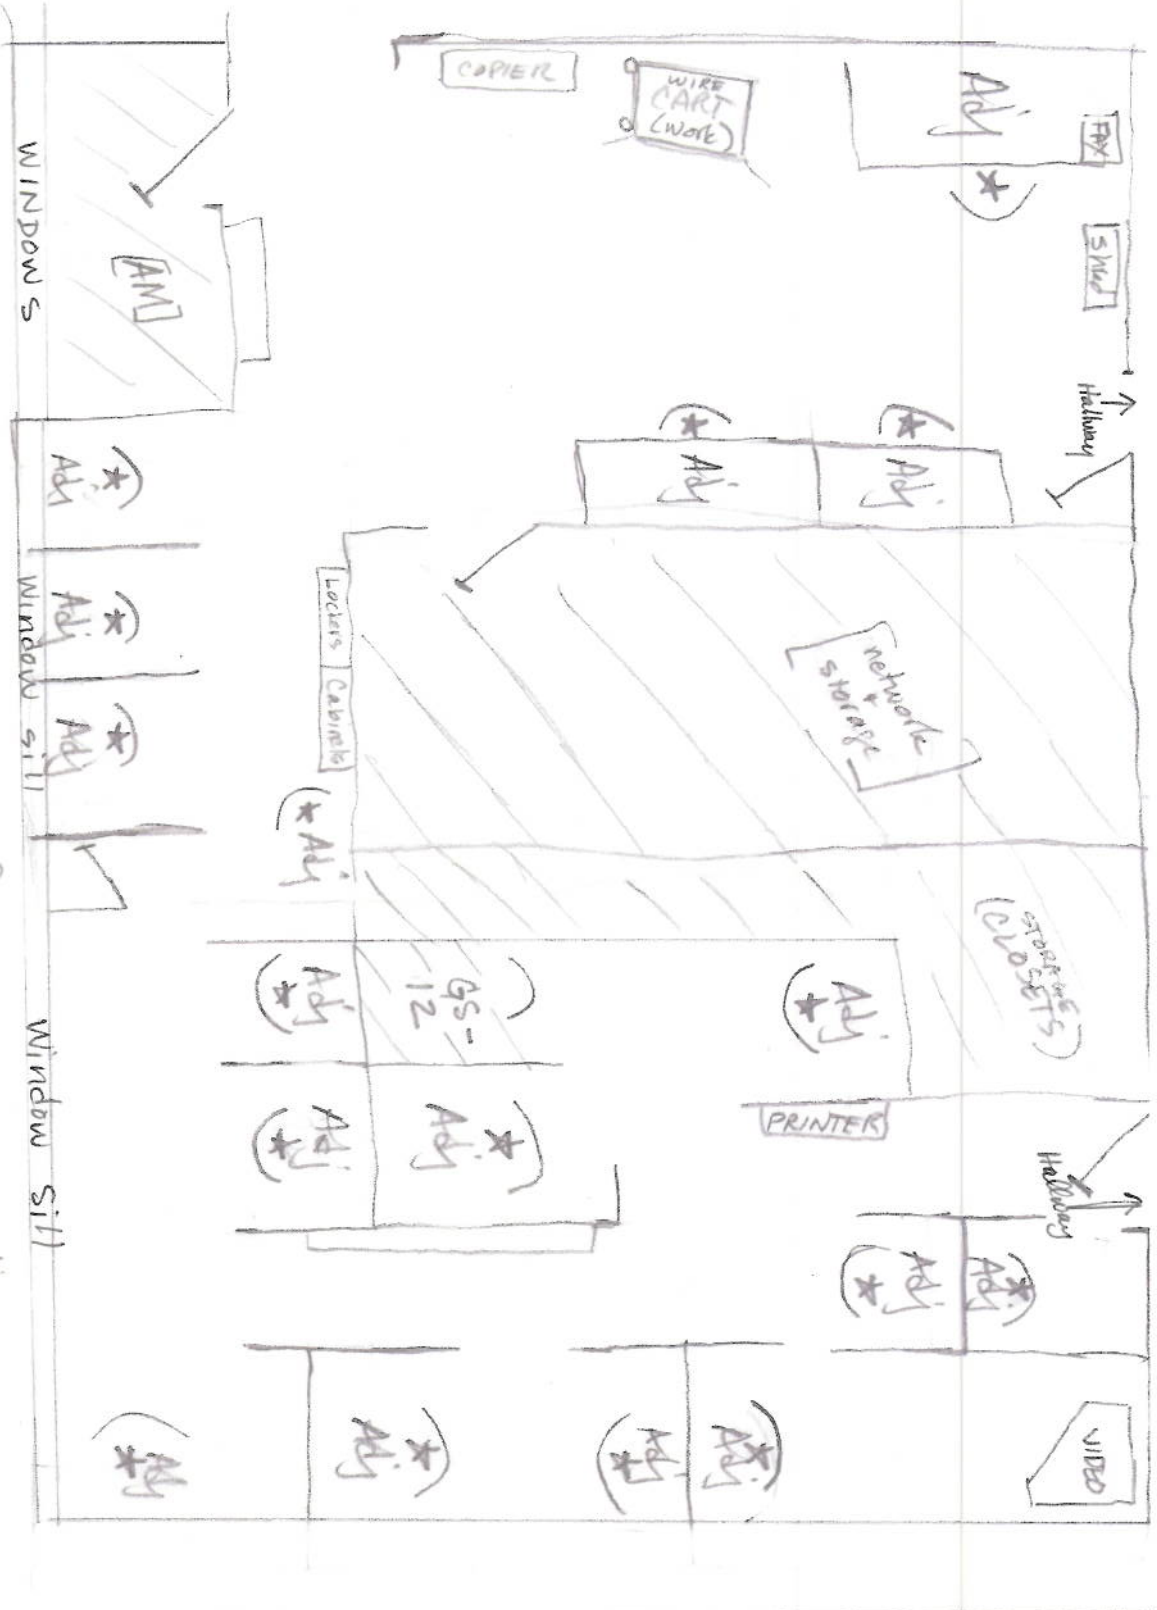 COPIER
WIRE
CART
(work)
Adj
FAX
Shred
WINDOWS
[AM]
Hallway
Adj
Adj
Adj
Adj
Adj
Window Sill
Lockers
Cabinets
network
+
storage
Adj
STORAGE
(CLOSETS)
Adj
GS-
12
Adj
Adj
Adj
PRINTER
Hallway
Window Sill
Adj
Adj
Adj
Adj
Adj
Adj
VIDEO